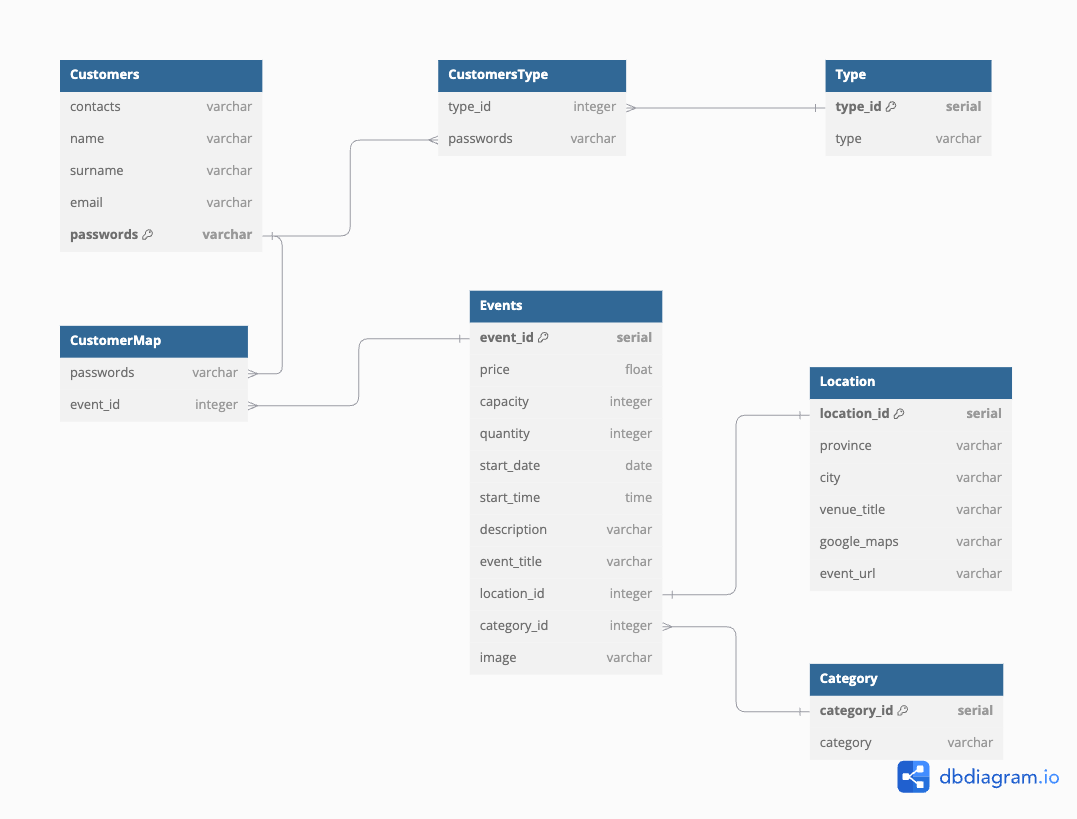 Customers
contacts varchar
name varchar
surname varchar
email varchar
passwords varchar
CustomersType
type_id integer
passwords varchar
Type
type_id serial
type varchar
CustomerMap
passwords varchar
event_id integer
Events
event_id serial
price float
capacity integer
quantity integer
start_date date
start_time time
description varchar
event_title varchar
location_id integer
category_id integer
image varchar
Location
location_id serial
province varchar
city varchar
venue_title varchar
google_maps varchar
event_url varchar
Category
category_id serial
category varchar
dbdiagram.io